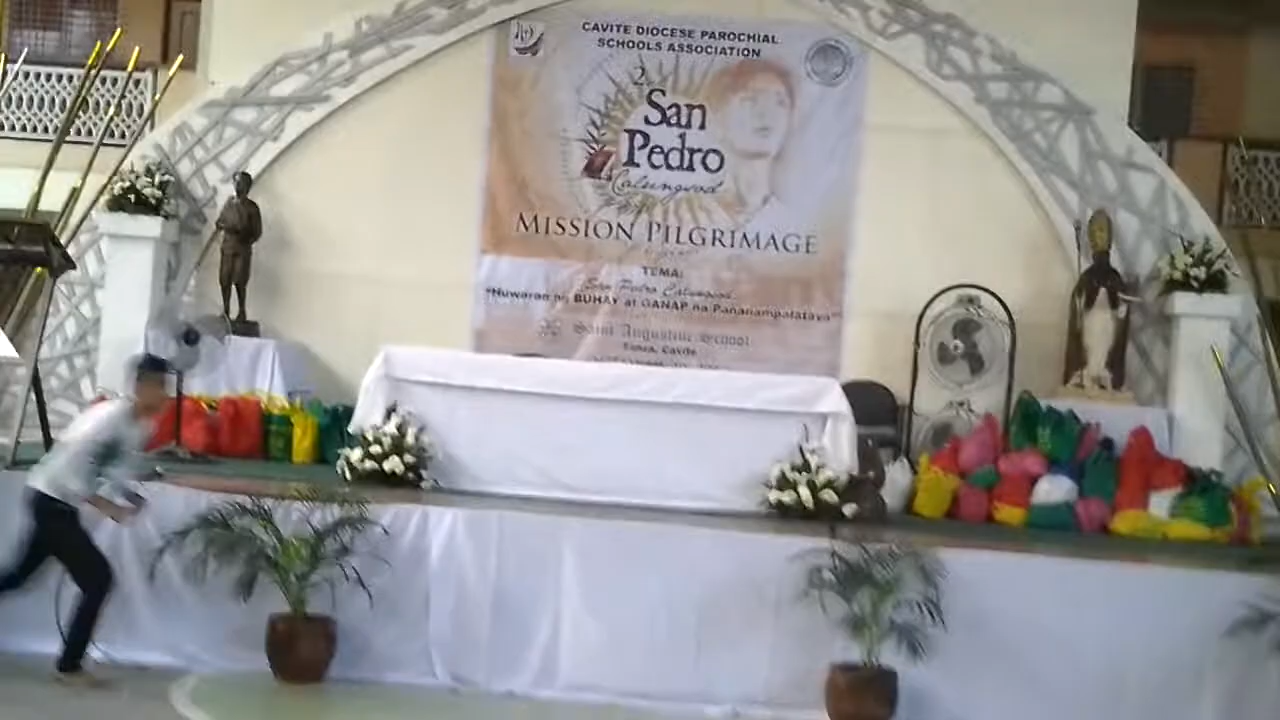 CAVITE DIOCESE PAROCHIAL
SCHOOLS ASSOCIATION
San
Pedro
Calungsod
MISSION PILGRIMAGE
TEMA:
San Pedro Calungsod:
"Huwaran ng BUHAY at GANAP na Pananampalataya"
Saint Augustine School
Tanza, Cavite